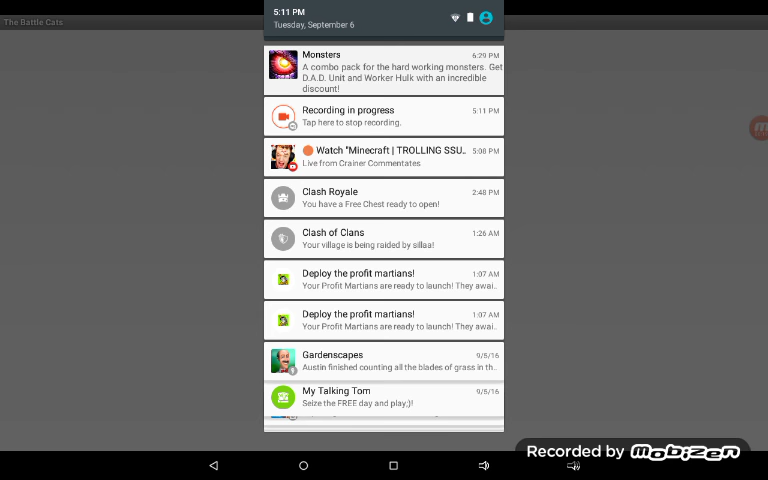 The Battle Cats
5:11 PM
Tuesday, September 6
Monsters 6:29 PM
A combo pack for the hard working monsters. Get
D.A.D. Unit and Worker Hulk with an incredible
discount!
Recording in progress 5:11 PM
Tap here to stop recording.
Watch "Minecraft | TROLLING SSU.. 5:08 PM
Live from Crainer Commentates
Clash Royale 2:48 PM
You have a Free Chest ready to open!
Clash of Clans 1:26 AM
Your village is being raided by sillaa!
Deploy the profit martians! 1:07 AM
Your Profit Martians are ready to launch! They awai..
Deploy the profit martians! 1:07 AM
Your Profit Martians are ready to launch! They awai..
Gardenscapes 9/5/16
Austin finished counting all the blades of grass in th..
My Talking Tom 9/5/16
Seize the FREE day and play;)!
Recorded by Mobizen